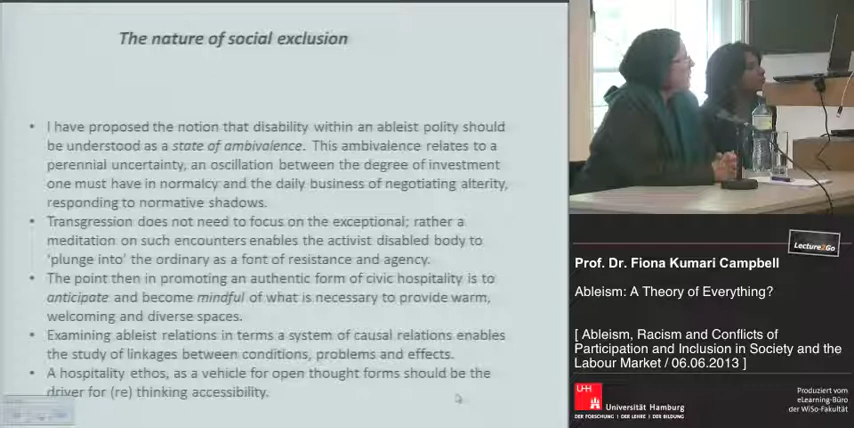 The nature of social exclusion
• I have proposed the notion that disability within an ableist polity should
be understood as a state of ambivalence. This ambivalence relates to a
perennial uncertainty, an oscillation between the degree of investment
one must have in normalcy and the daily business of negotiating alterity,
responding to normative shadows.
• Transgression does not need to focus on the exceptional; rather a
meditation on such encounters enables the activist disabled body to
'plunge into' the ordinary as a font of resistance and agency.
• The point then in promoting an authentic form of civic hospitality is to
anticipate and become mindful of what is necessary to provide warm,
welcoming and diverse spaces.
• Examining ableist relations in terms a system of causal relations enables
the study of linkages between conditions, problems and effects.
• A hospitality ethos, as a vehicle for open thought forms should be the
driver for (re) thinking accessibility.
Lecture2Go
Prof. Dr. Fiona Kumari Campbell
Ableism: A Theory of Everything?
[ Ableism, Racism and Conflicts of
Participation and Inclusion in Society and the
Labour Market / 06.06.2013 ]
UHH
Universität Hamburg
DER FORSCHUNG | DER LEHRE | DER BILDUNG
Produziert vom
eLearning-Büro
der WiSo-Fakultät